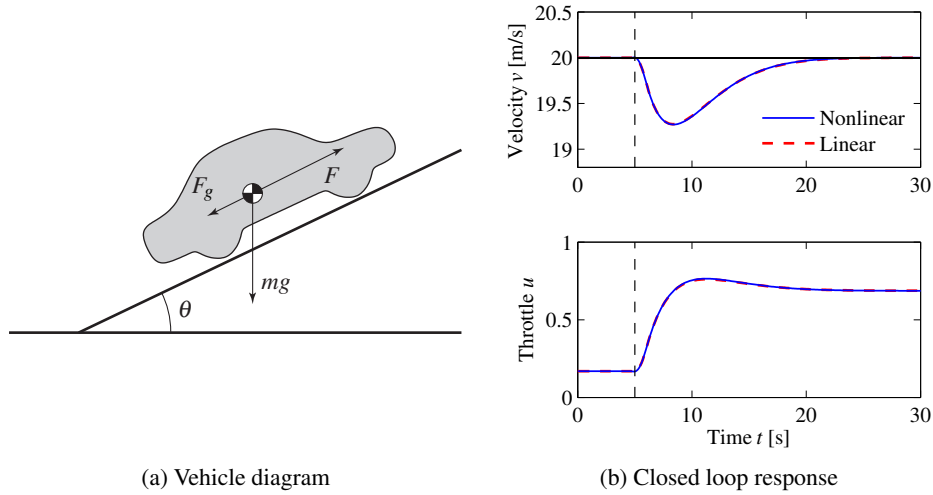 F_g
F
mg
θ
(a) Vehicle diagram
20.5
20
19.5
19
Velocity v [m/s]
Nonlinear
Linear
0
10
20
30
1
0.5
0
Throttle u
0
10
20
30
Time t [s]
(b) Closed loop response